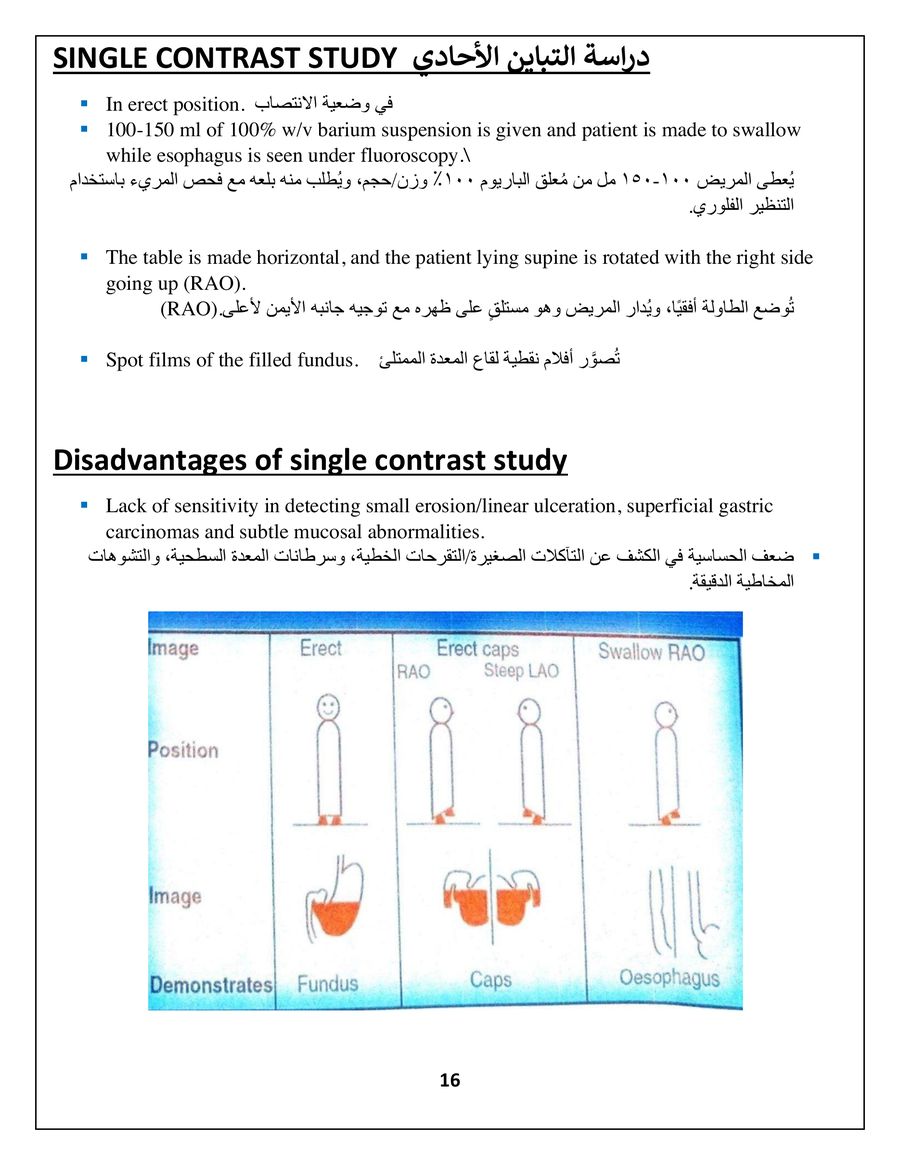 SINGLE CONTRAST STUDY دراسة التباين الأحادي
▪ In erect position. في وضعية الانتصاب
▪ 100-150 ml of 100% w/v barium suspension is given and patient is made to swallow
while esophagus is seen under fluoroscopy.\
يُعطى المريض ١٠٠-١٥٠ مل من مُعلق الباريوم ١٠٠٪ وزن/حجم، ويُطلب منه بلعه مع فحص المريء باستخدام
التنظير الفلوري.
▪ The table is made horizontal, and the patient lying supine is rotated with the right side
going up (RAO).
تُوضع الطاولة أفقيًا، ويُدار المريض وهو مستلقٍ على ظهره مع توجيه جانبه الأيمن لأعلى.(RAO)
▪ Spot films of the filled fundus. تُصوَّر أفلام نقطية لقاع المعدة الممتلئ
Disadvantages of single contrast study
▪ Lack of sensitivity in detecting small erosion/linear ulceration, superficial gastric
carcinomas and subtle mucosal abnormalities.
▪ ضعف الحساسية في الكشف عن التآكلات الصغيرة/التقرحات الخطية، وسرطانات المعدة السطحية، والتشوهات
المخاطية الدقيقة.
Image Erect Erect caps Swallow RAO
RAO Steep LAO
Position
Image
Demonstrates Fundus Caps Oesophagus
16